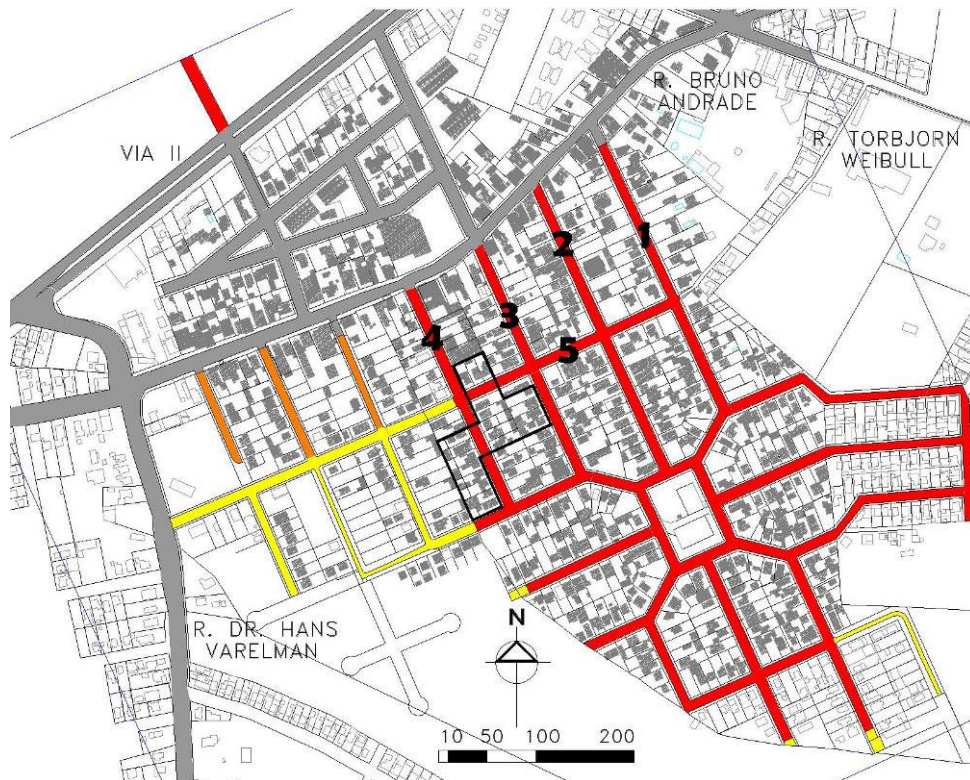 R. BRUNO
ANDRADE
R. TORBJORN
WEIBULL
VIA II
1
2
3
4
5
R. DR. HANS
VARELMAN
N
10 50 100 200